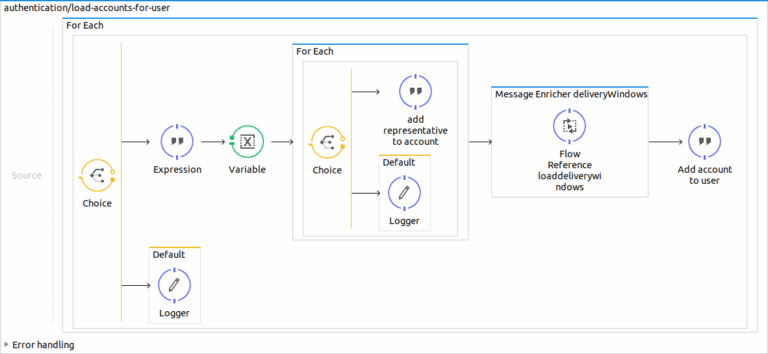 authentication/load-accounts-for-user
For Each
For Each
Message Enricher deliveryWindows
Source
Choice
Expression
Variable
Choice
add
representative
to account
Default
Logger
Flow
Reference
loaddeliverywi
ndows
Add account
to user
Default
Logger
Error handling